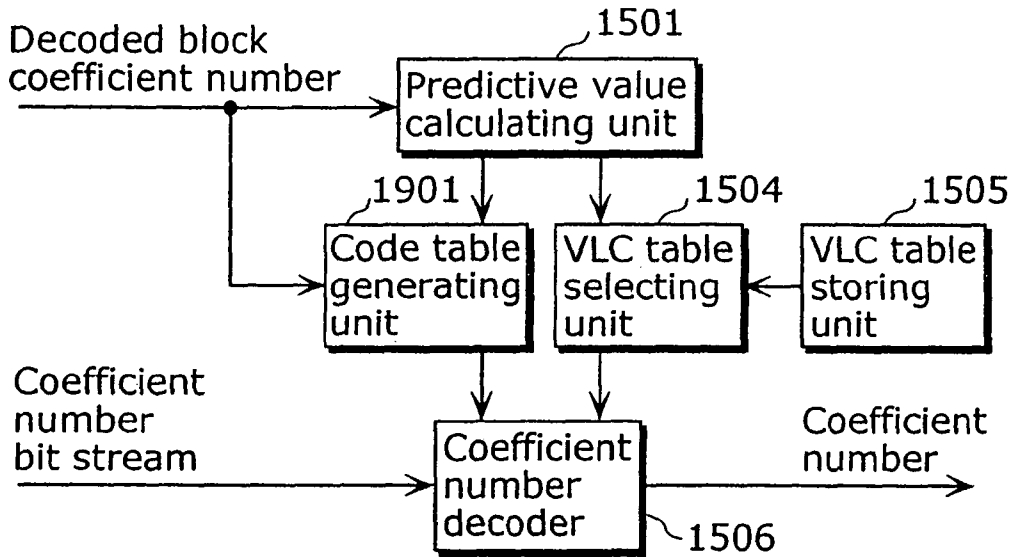 1501
Decoded block
coefficient number
Predictive value
calculating unit
1901
1504
1505
Code table
generating
unit
VLC table
selecting
unit
VLC table
storing
unit
Coefficient
number
bit stream
Coefficient
number
decoder
Coefficient
number
1506